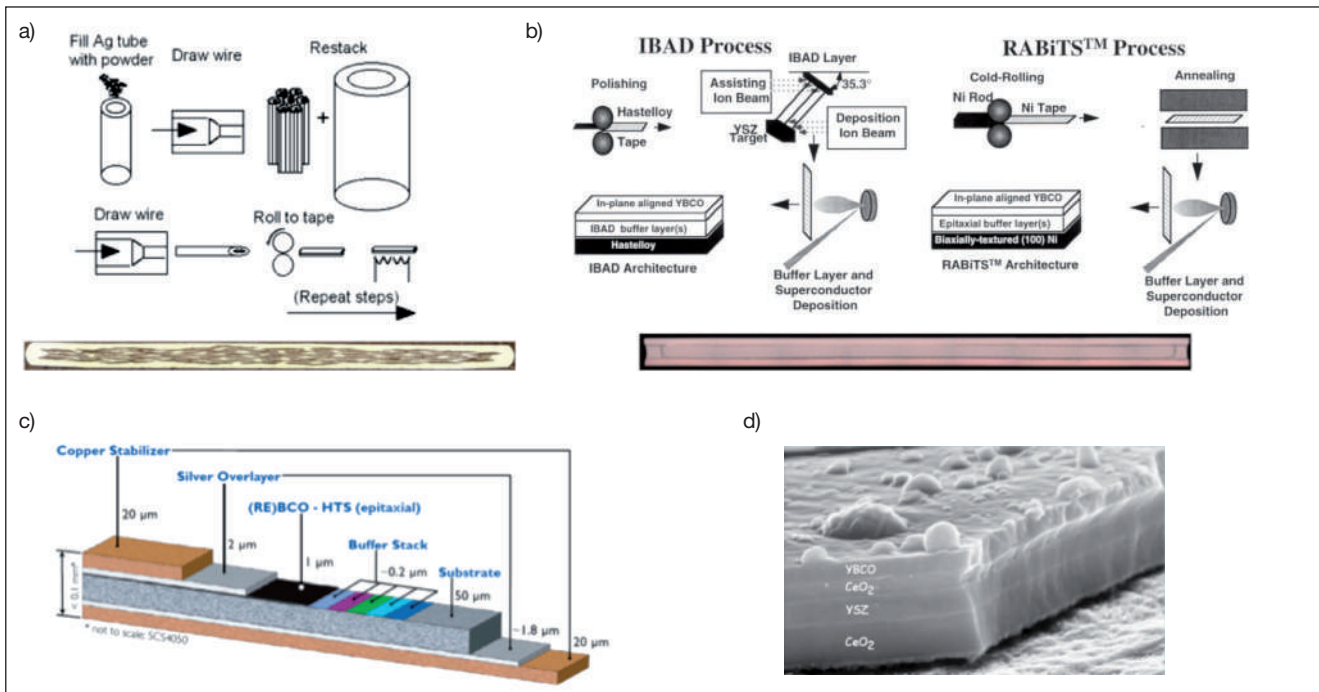 a)
Fill Ag tube
with powder
Draw wire
Restack
+
Draw wire
Roll to tape
(Repeat steps)
b)
IBAD Process
Polishing
Hastelloy
Tape
Assisting
Ion Beam
IBAD Layer
35.3°
YSZ
Target
Deposition
Ion Beam
In-plane aligned YBCO
IBAD buffer layer(s)
Hastelloy
IBAD Architecture
Buffer Layer and
Superconductor
Deposition
RABiTS™ Process
Cold-Rolling
Ni Rod
Ni Tape
Annealing
In-plane aligned YBCO
Epitaxial buffer layer(s)
Biaxially-textured (100) Ni
RABiTS™ Architecture
Buffer Layer and
Superconductor
Deposition
c)
Copper Stabilizer
Silver Overlayer
(RE)BCO - HTS (epitaxial)
Buffer Stack
Substrate
20 µm
2 µm
1 µm
~0.2 µm
50 µm
~1.8 µm
20 µm
< 0.1 mm*
* not to scale: SCS4050
d)
YBCO
CeO₂
YSZ
CeO₂